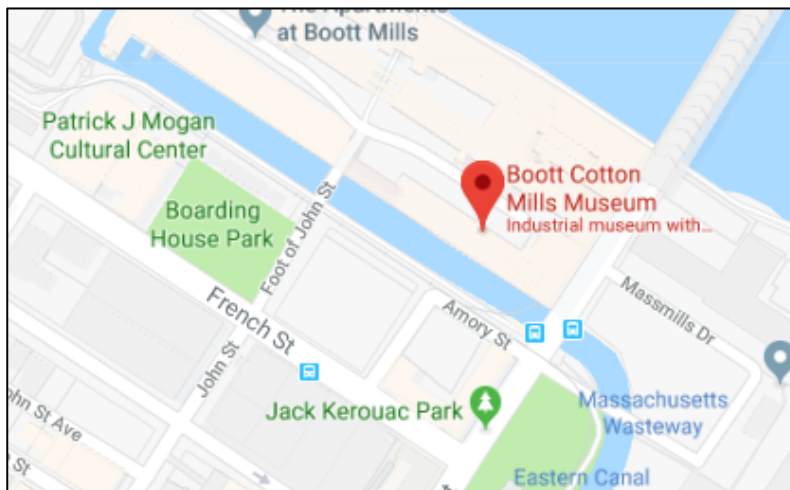 The Apartments
at Boott Mills
Patrick J Mogan
Cultural Center
Boott Cotton
Mills Museum
Industrial museum with...
Boarding
House Park
Foot of John St
French St
Amory St
Massmills Dr
John St
Jack Kerouac Park
Massachusetts
Wasteway
ohn St Ave
St
Eastern Canal